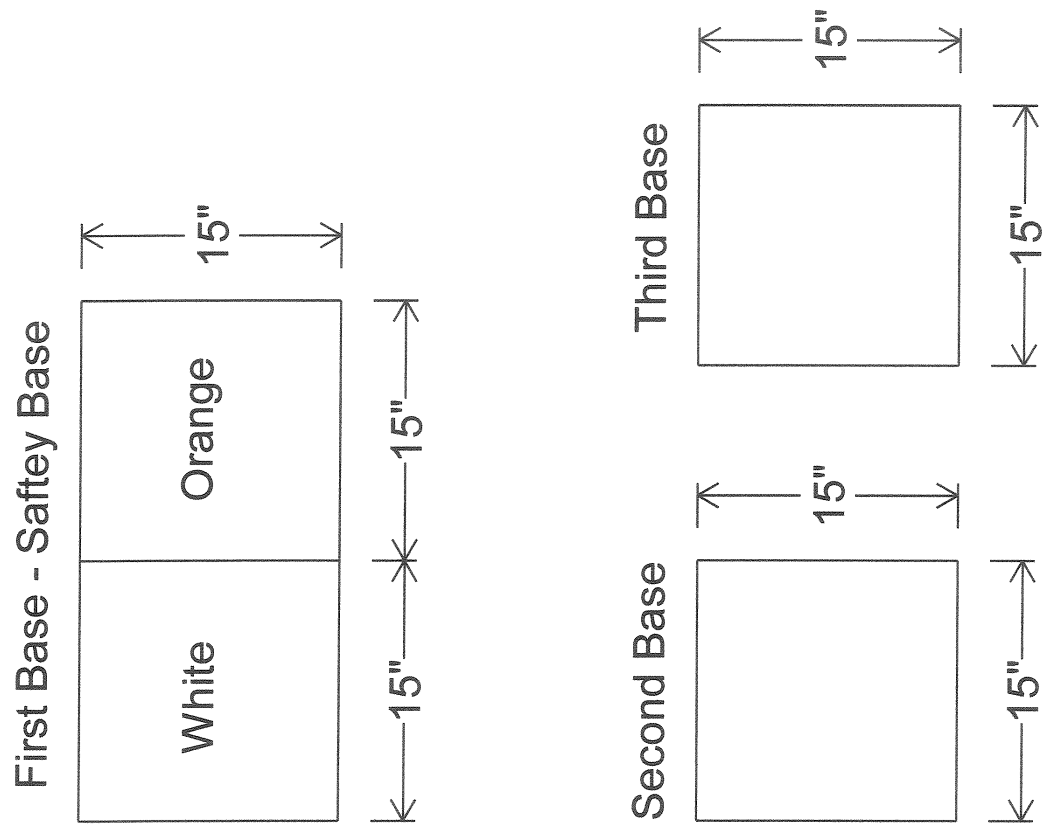 First Base - Saftey Base
White
Orange
15"
15"
15"
Second Base
15"
15"
Third Base
15"
15"